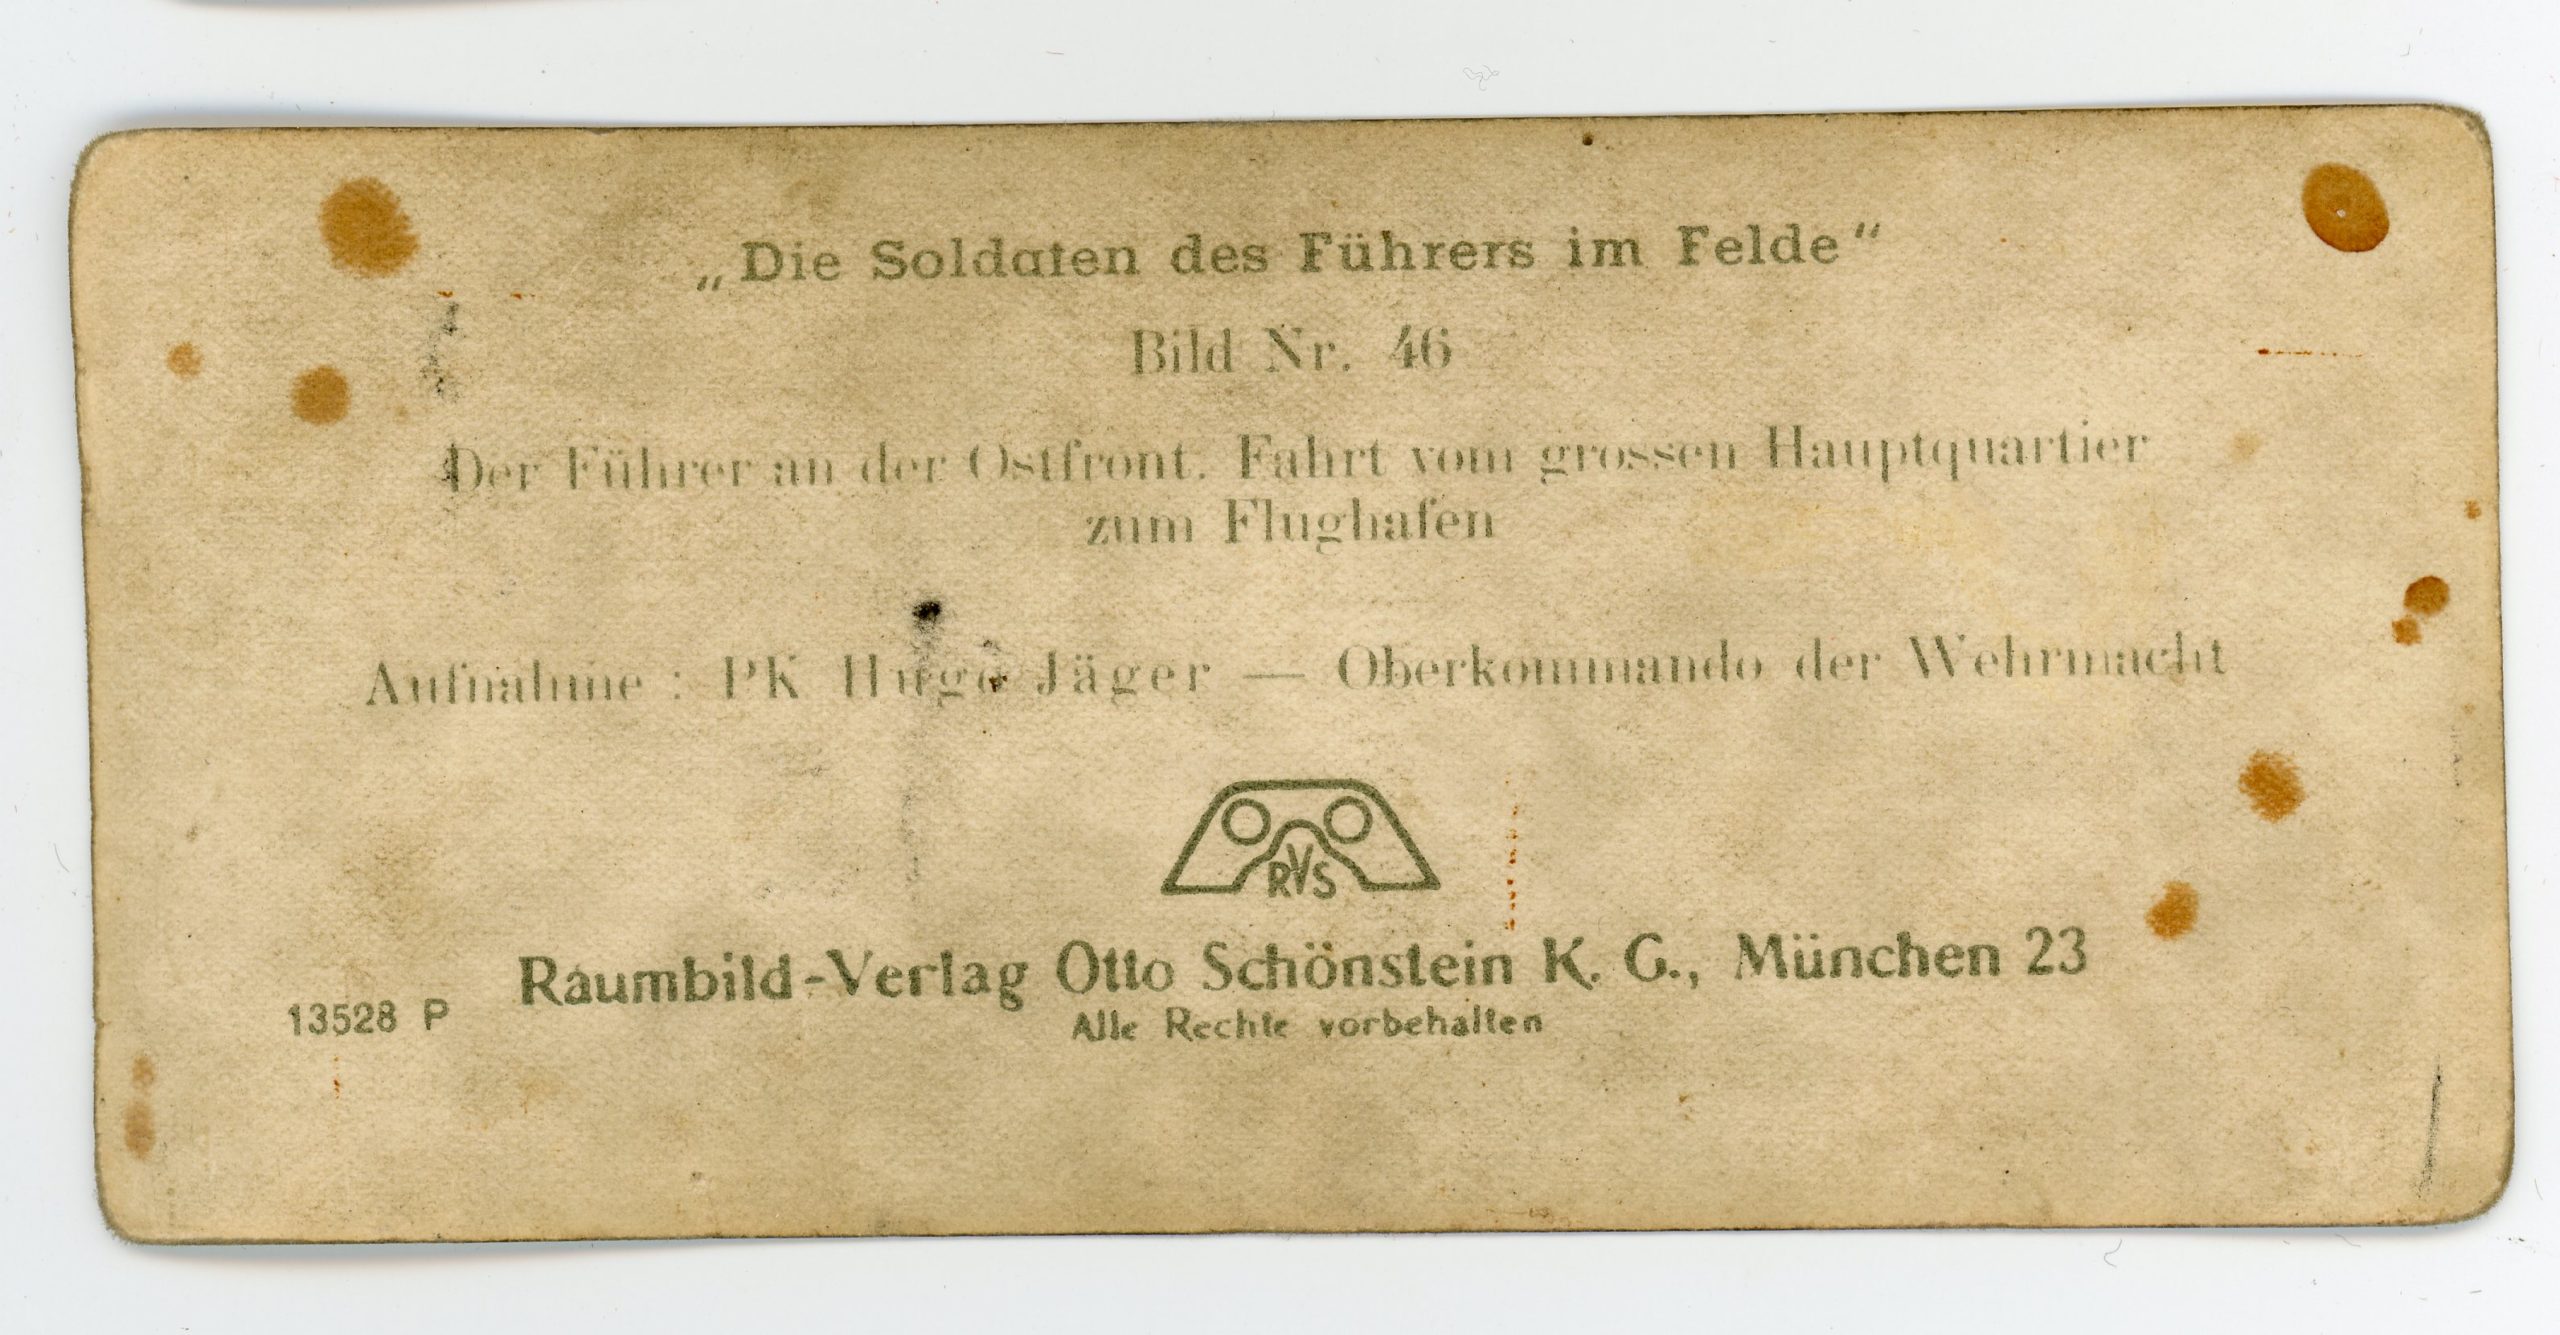 „Die Soldaten des Führers im Felde“
Bild Nr. 46
Der Führer an der Ostfront. Fahrt vom grossen Hauptquartier
zum Flughafen
Aufnahme : PK Hugo Jäger — Oberkommando der Wehrmacht
RVS
Raumbild-Verlag Otto Schönstein K. G., München 23
13528 P
Alle Rechte vorbehalten